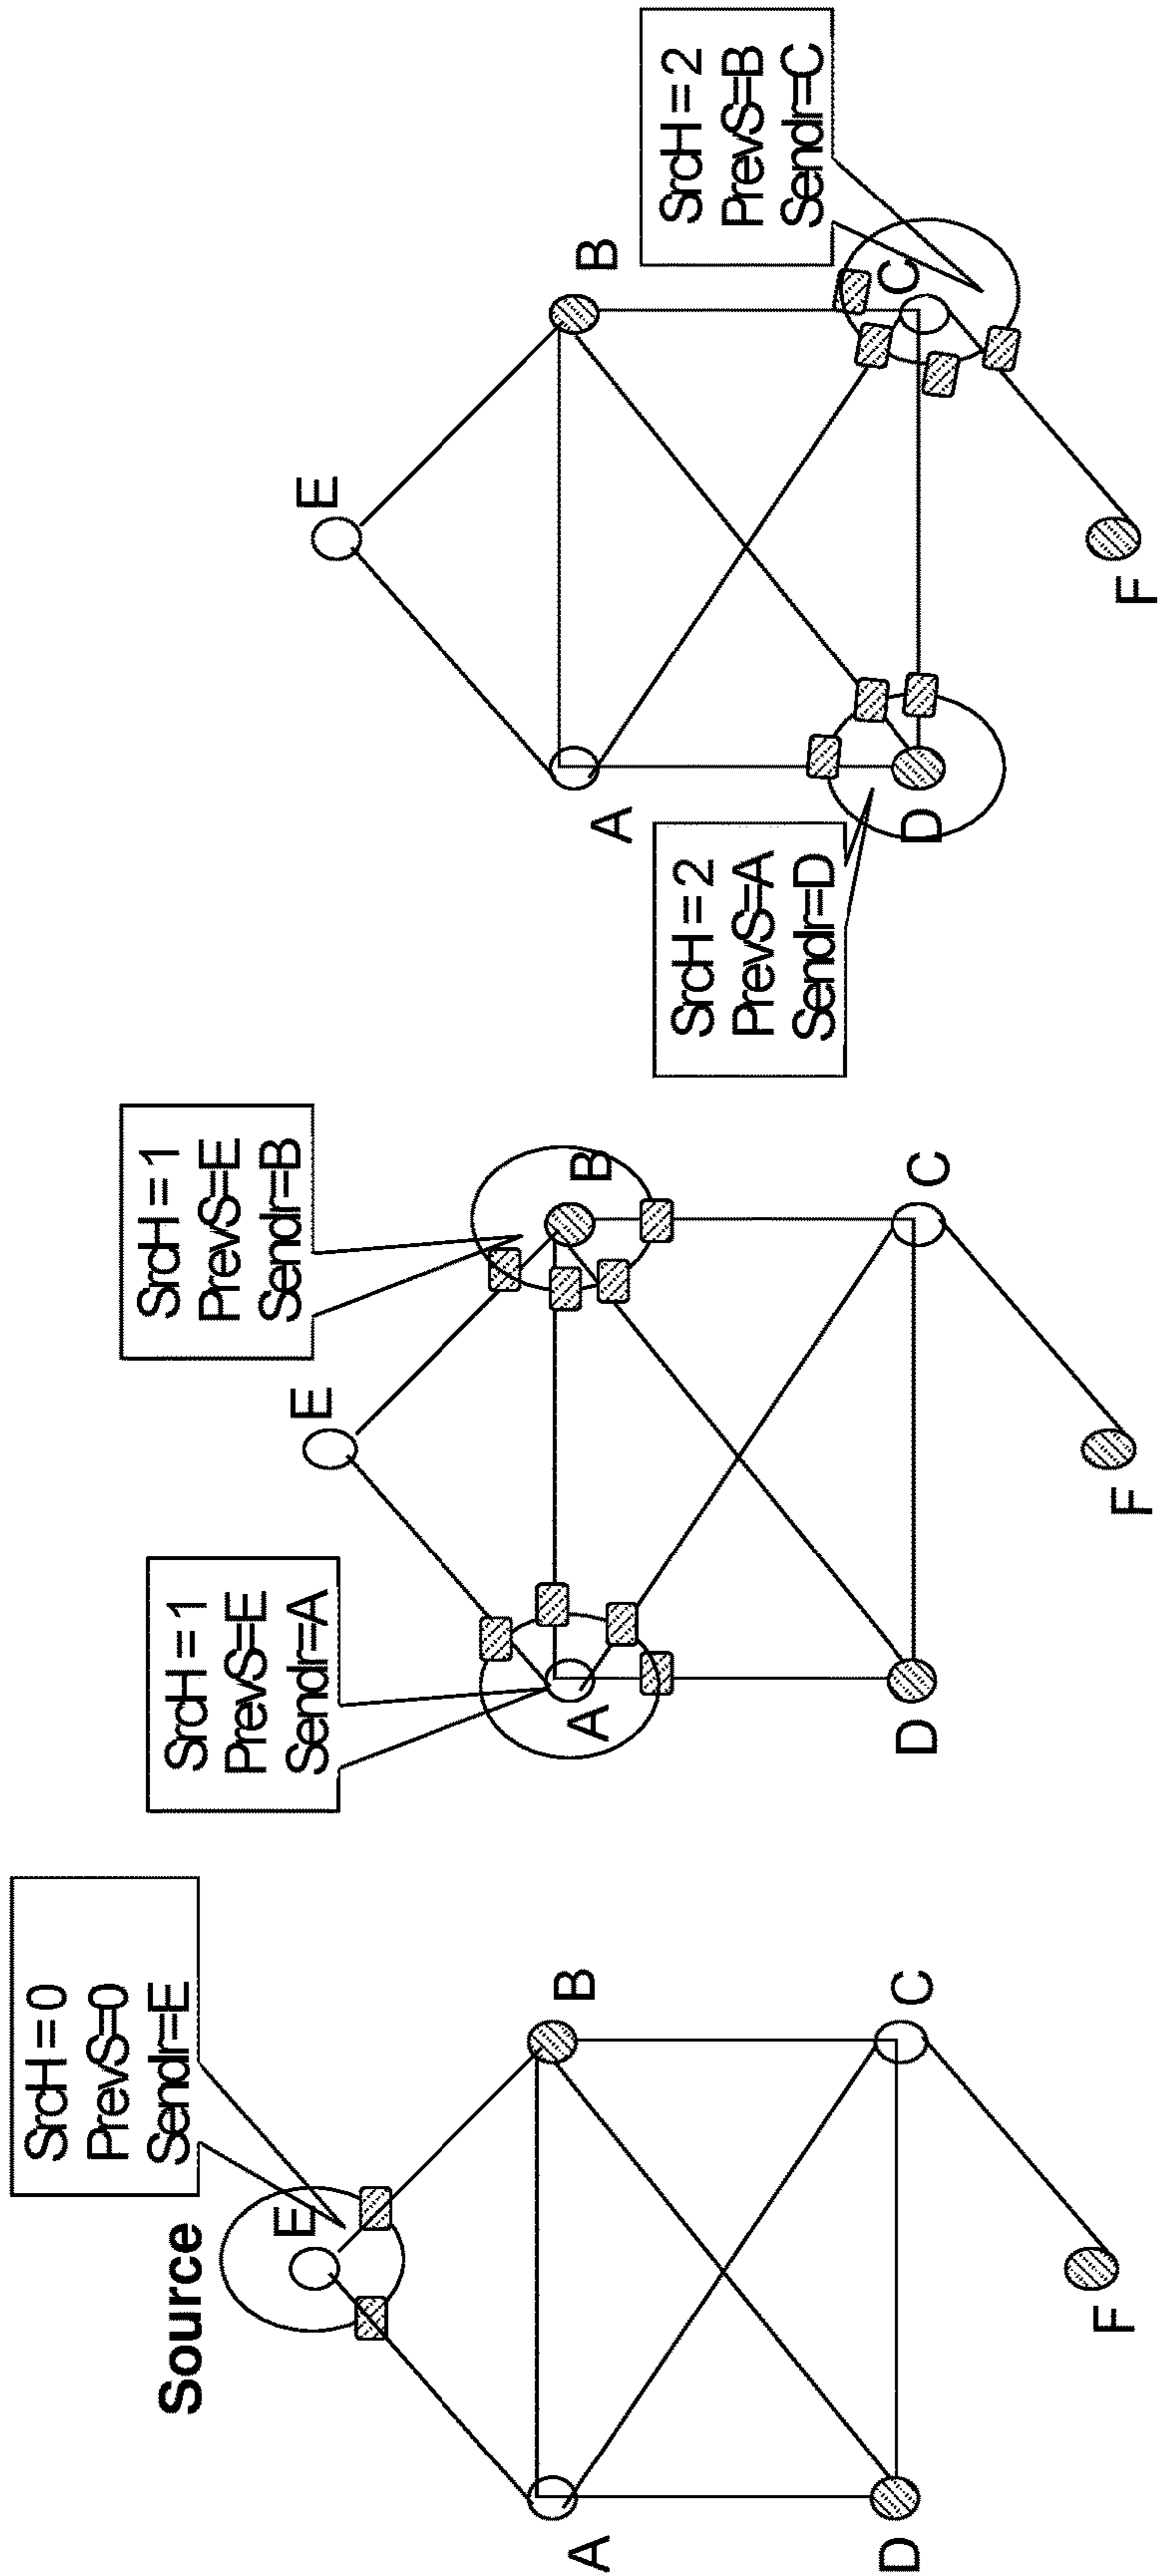 Source
SrcH = 0
PrevS=0
Sendr=E
E
A
B
D
C
F
SrcH = 1
PrevS=E
Sendr=A
SrcH = 1
PrevS=E
Sendr=B
E
A
B
D
C
F
SrcH = 2
PrevS=A
Sendr=D
SrcH = 2
PrevS=B
Sendr=C
E
A
B
D
C
F